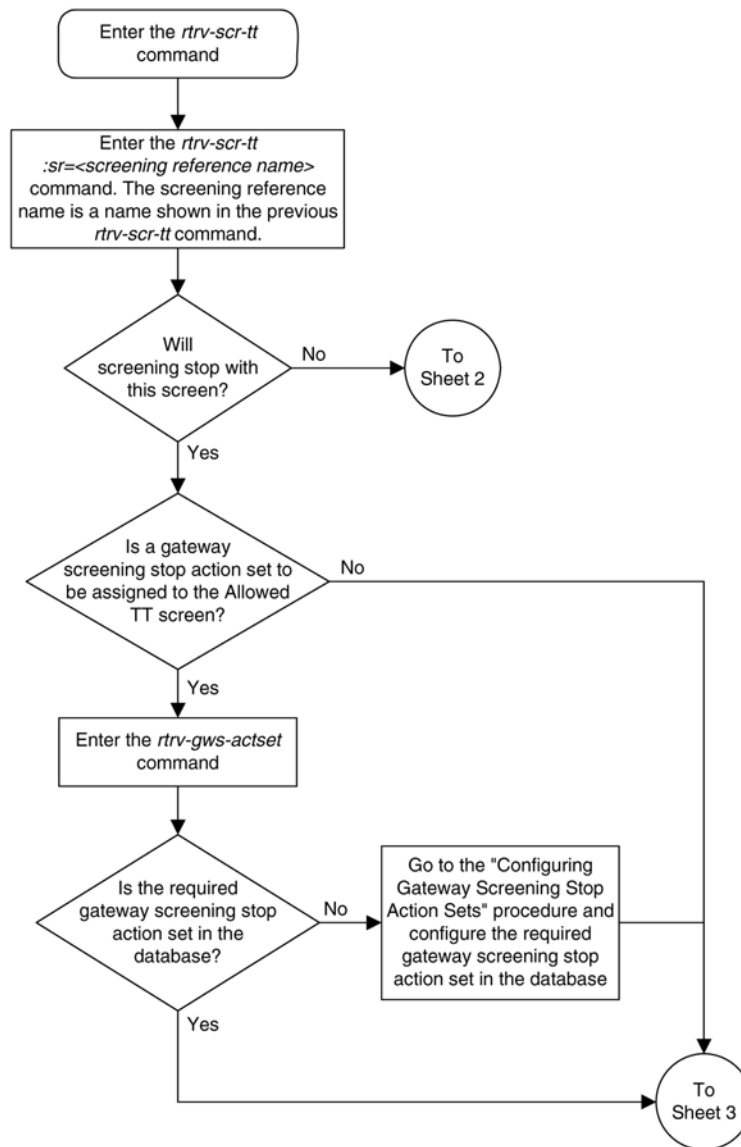 Enter the rtrv-scr-tt
command
Enter the rtrv-scr-tt
:sr=<screening reference name>
command. The screening reference
name is a name shown in the previous
rtrv-scr-tt command.
Will
screening stop with
this screen?
No
To
Sheet 2
Yes
Is a gateway
screening stop action set to
be assigned to the Allowed
TT screen?
No
Yes
Enter the rtrv-gws-actset
command
Is the required
gateway screening stop
action set in the
database?
No
Go to the "Configuring
Gateway Screening Stop
Action Sets" procedure and
configure the required
gateway screening stop
action set in the database
Yes
To
Sheet 3